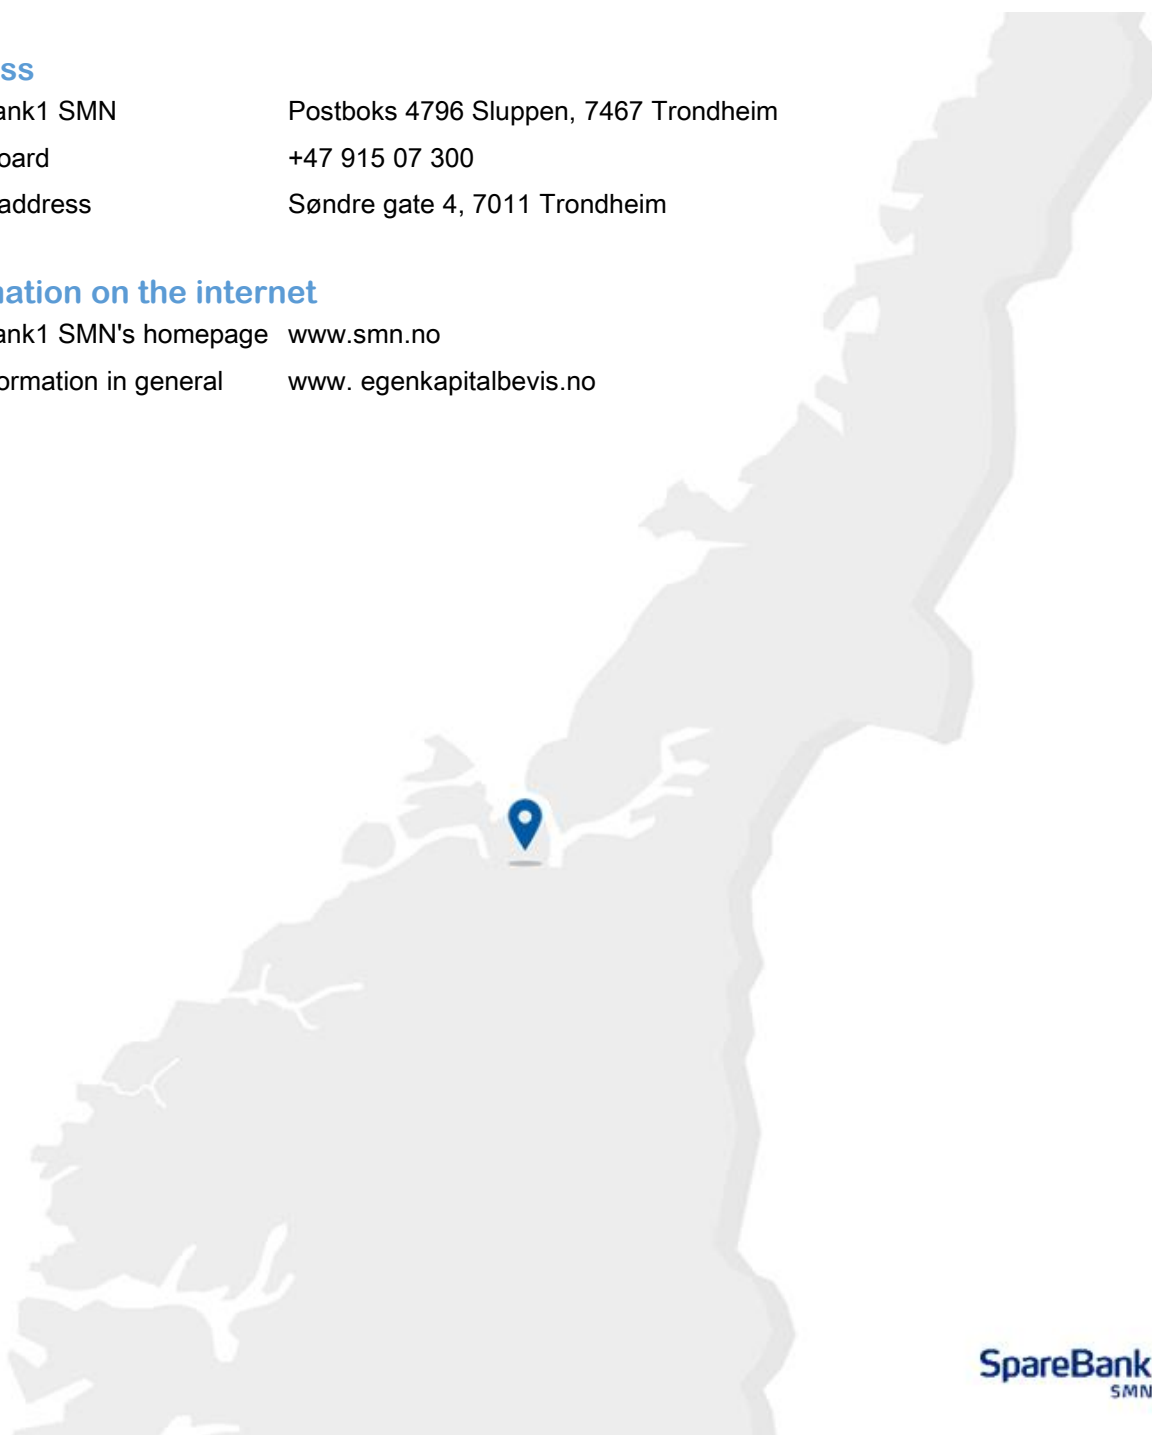 ss
ank1 SMN Postboks 4796 Sluppen, 7467 Trondheim
oard +47 915 07 300
address Søndre gate 4, 7011 Trondheim
nation on the internet
ank1 SMN's homepage www.smn.no
ormation in general www. egenkapitalbevis.no
SpareBank
SMN